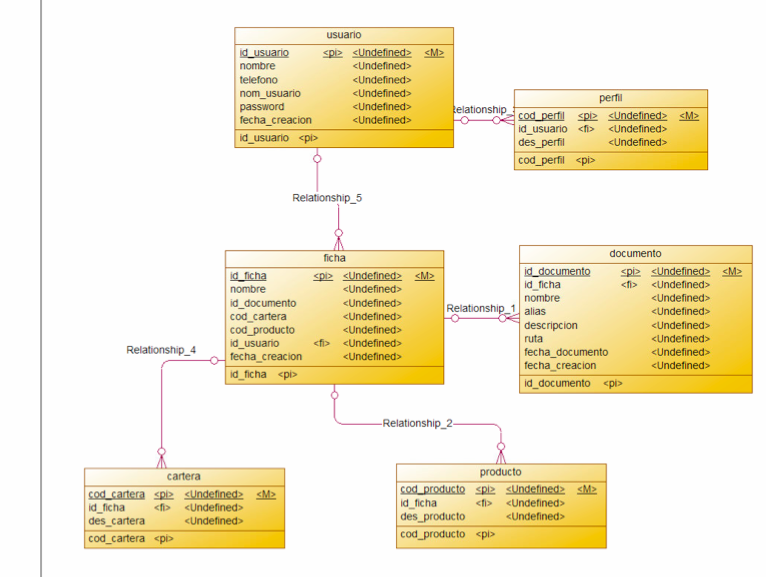 usuario
id_usuario <pi> <Undefined> <M>
nombre <Undefined>
telefono <Undefined>
nom_usuario <Undefined>
password <Undefined>
fecha_creacion <Undefined>
id_usuario <pi>
perfil
cod_perfil <pi> <Undefined> <M>
id_usuario <fi> <Undefined>
des_perfil <Undefined>
cod_perfil <pi>
Relationship_5
ficha
id_ficha <pi> <Undefined> <M>
nombre <Undefined>
id_documento <Undefined>
cod_cartera <Undefined>
cod_producto <Undefined>
id_usuario <fi> <Undefined>
fecha_creacion <Undefined>
id_ficha <pi>
Relationship_1
documento
id_documento <pi> <Undefined> <M>
id_ficha <fi> <Undefined>
nombre <Undefined>
alias <Undefined>
descripcion <Undefined>
ruta <Undefined>
fecha_documento <Undefined>
fecha_creacion <Undefined>
id_documento <pi>
Relationship_4
Relationship_2
cartera
cod_cartera <pi> <Undefined> <M>
id_ficha <fi> <Undefined>
des_cartera <Undefined>
cod_cartera <pi>
producto
cod_producto <pi> <Undefined> <M>
id_ficha <fi> <Undefined>
des_producto <Undefined>
cod_producto <pi>